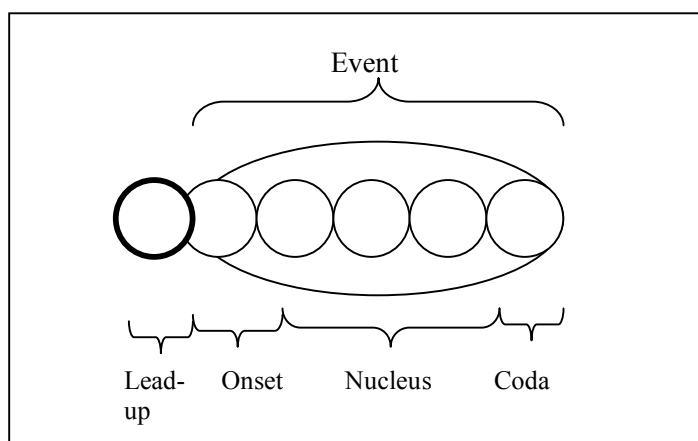 Event
Lead-
up
Onset
Nucleus
Coda